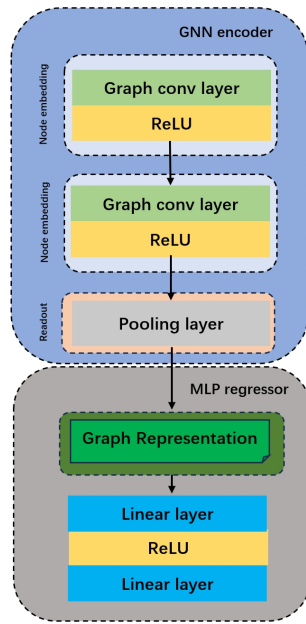 GNN encoder
Node embedding
Graph conv layer
ReLU
Node embedding
Graph conv layer
ReLU
Readout
Pooling layer
MLP regressor
Graph Representation
Linear layer
ReLU
Linear layer